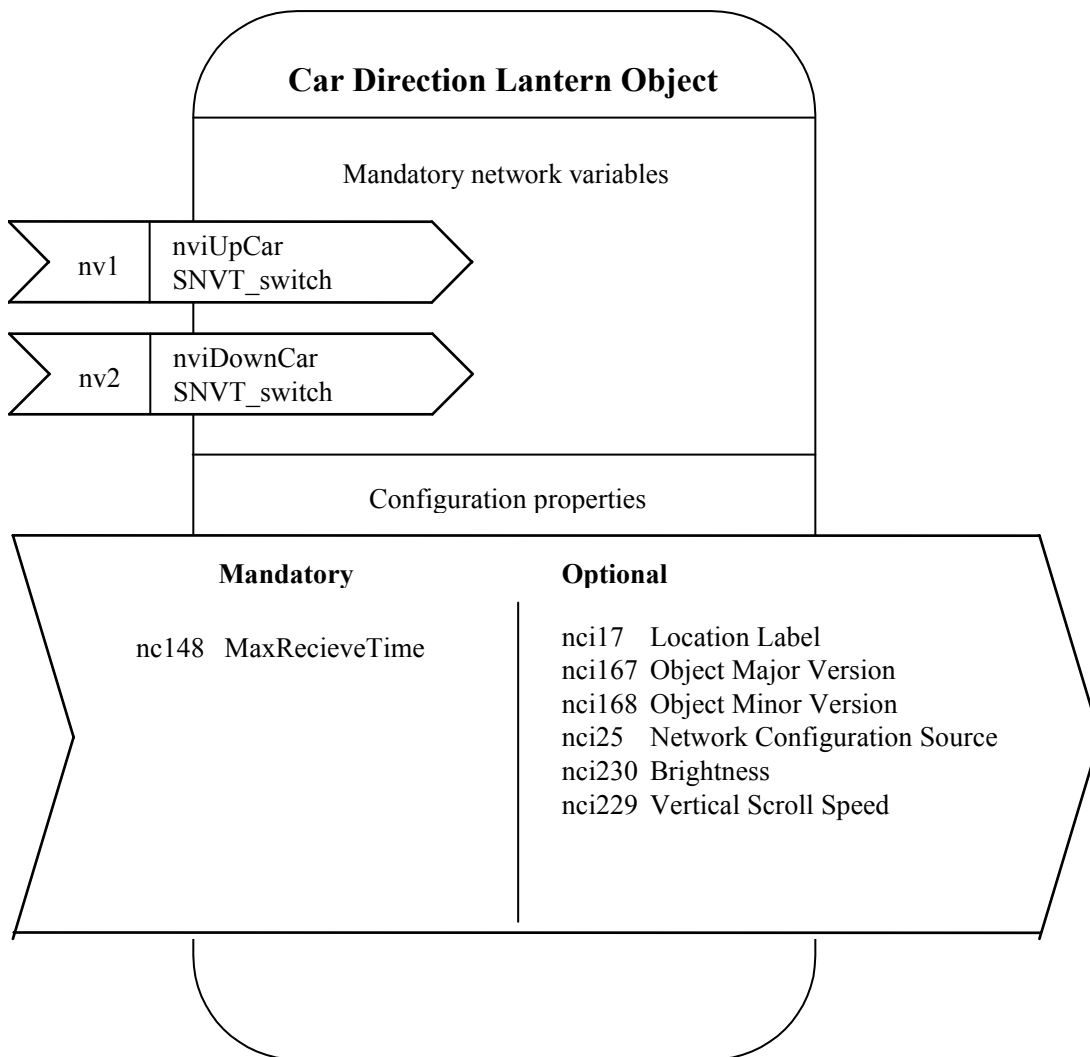 Car Direction Lantern Object
Mandatory network variables
nv1
nviUpCar
SNVT_switch
nv2
nviDownCar
SNVT_switch
Configuration properties
Mandatory
nc148 MaxRecieveTime
Optional
nci17 Location Label
nci167 Object Major Version
nci168 Object Minor Version
nci25 Network Configuration Source
nci230 Brightness
nci229 Vertical Scroll Speed